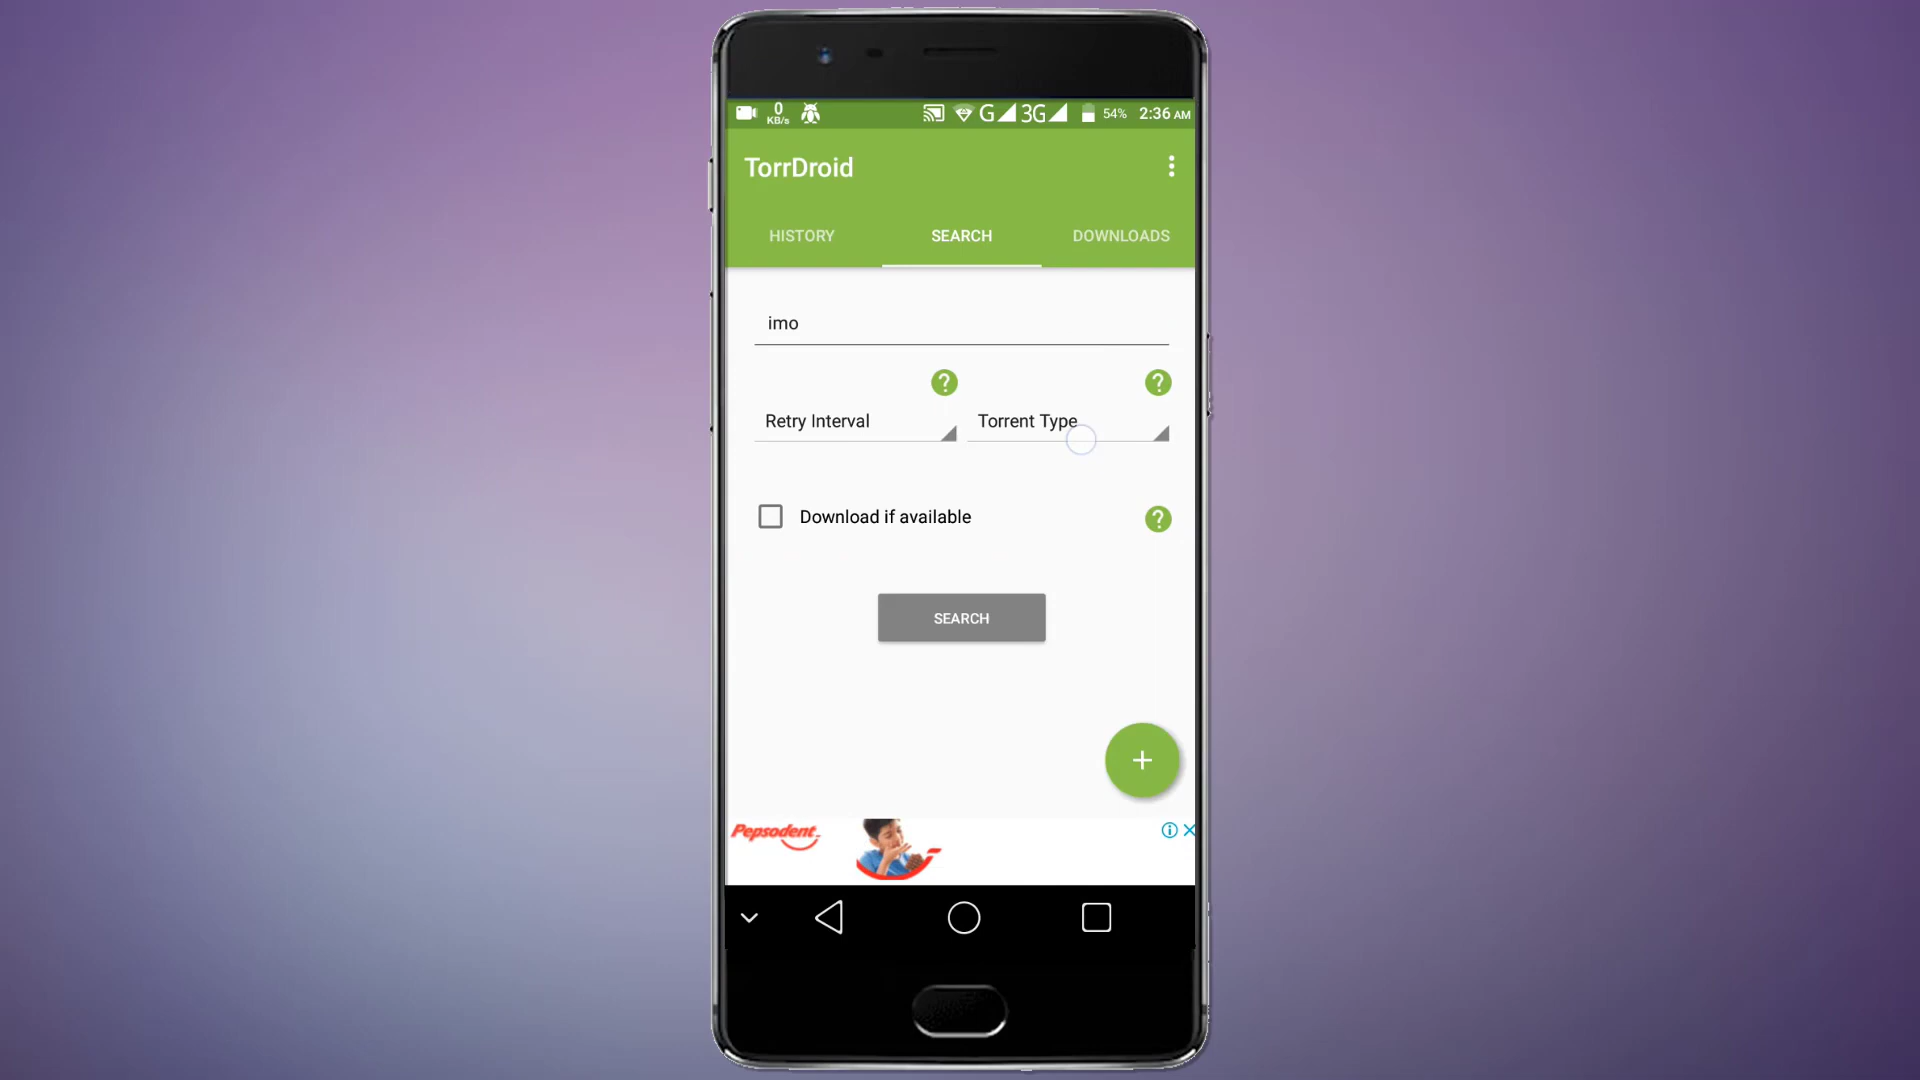 0
KB/s
G 3G 54% 2:36 AM
TorrDroid
HISTORY SEARCH DOWNLOADS
imo
? ?
Retry Interval Torrent Type
Download if available ?
SEARCH
+
Pepsodent